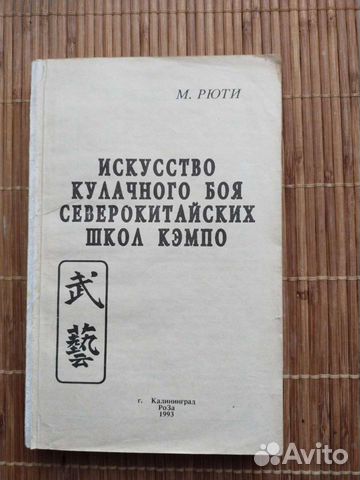 М. РЮТИ
ИСКУССТВО
КУЛАЧНОГО БОЯ
СЕВЕРОКИТАЙСКИХ
ШКОЛ КЭМПО
武
藝
г. Калининград
РоЗа
1993
Avito